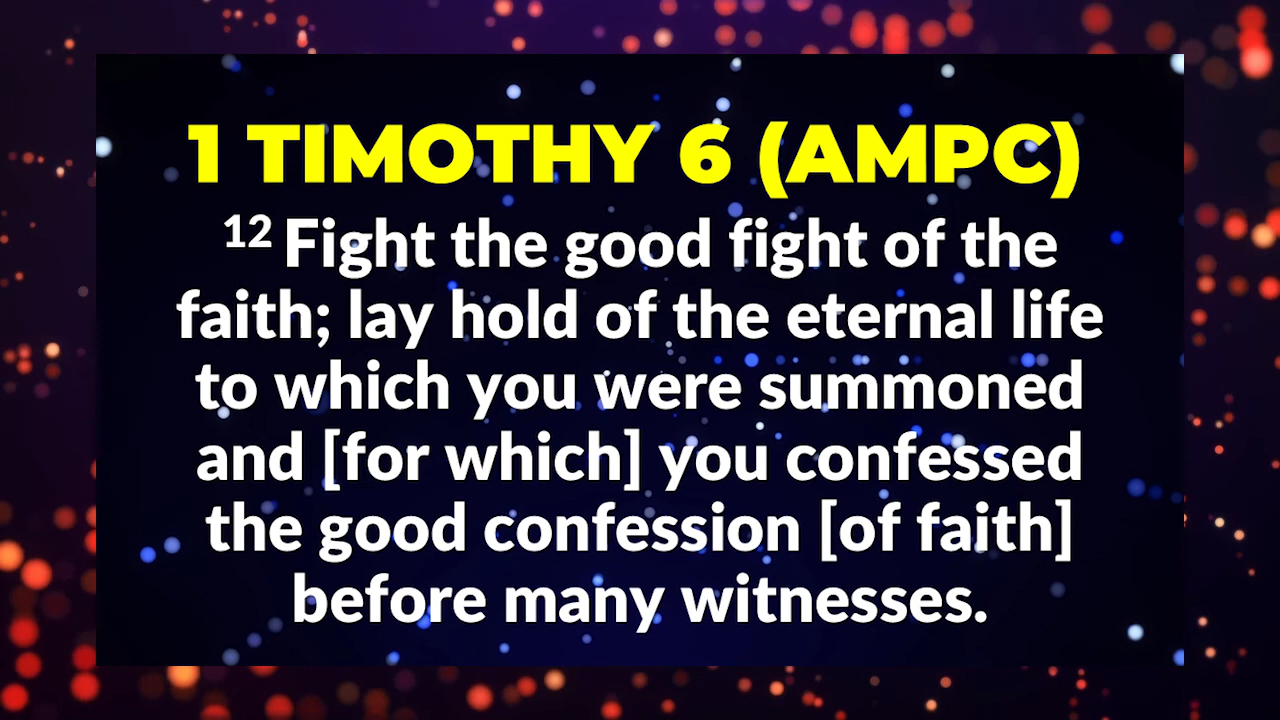 1 TIMOTHY 6 (AMPC)
12 Fight the good fight of the
faith; lay hold of the eternal life
to which you were summoned
and [for which] you confessed
the good confession [of faith]
before many witnesses.